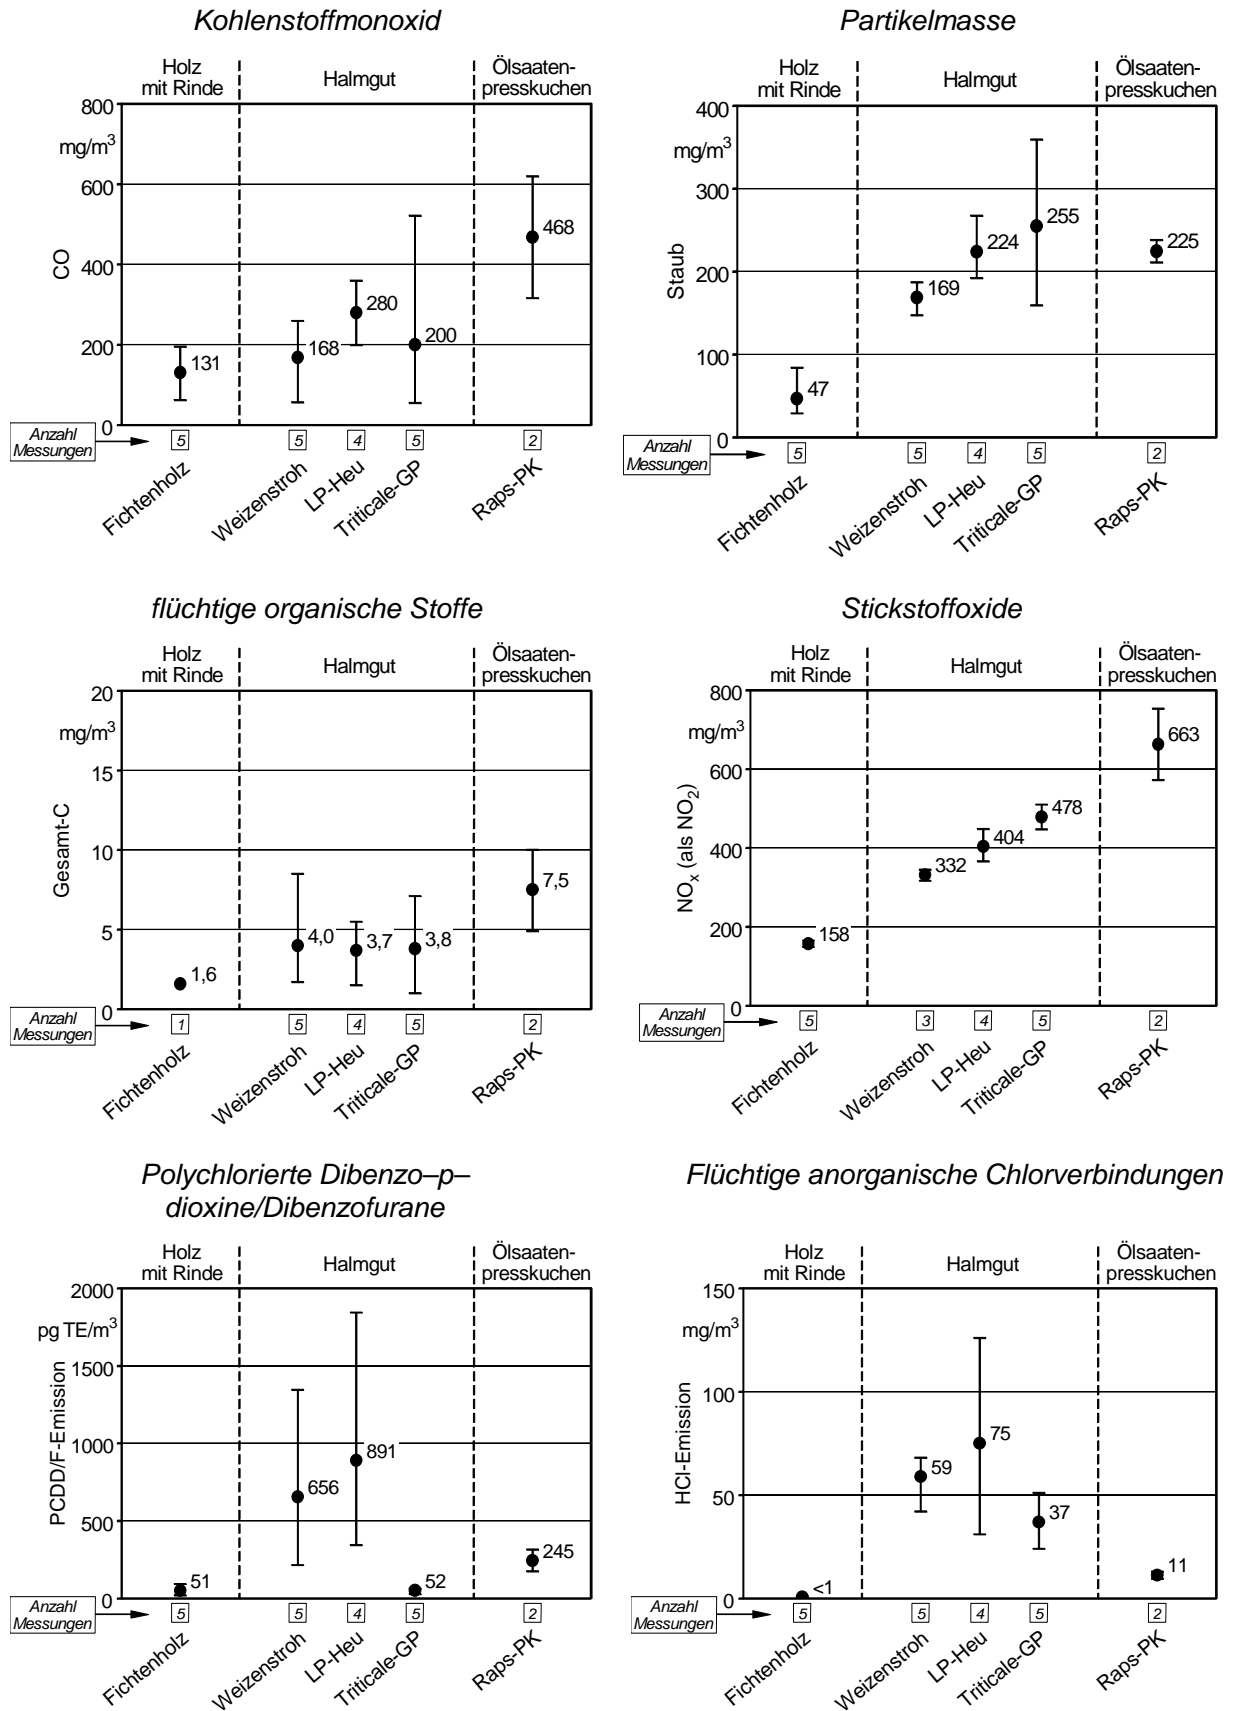 Kohlenstoffmonoxid
Holz
mit Rinde
Halmgut
Ölsaaten-
presskuchen
800
mg/m³
600
400
200
0
CO
131
168
280
200
468
Anzahl
Messungen
5
5
4
5
2
Fichtenholz
Weizenstroh
LP-Heu
Triticale-GP
Raps-PK
Partikelmasse
Holz
mit Rinde
Halmgut
Ölsaaten-
presskuchen
400
mg/m³
300
200
100
0
Staub
47
169
224
255
225
Anzahl
Messungen
5
5
4
5
2
Fichtenholz
Weizenstroh
LP-Heu
Triticale-GP
Raps-PK
flüchtige organische Stoffe
Holz
mit Rinde
Halmgut
Ölsaaten-
presskuchen
20
mg/m³
15
10
5
0
Gesamt-C
1,6
4,0
3,7
3,8
7,5
Anzahl
Messungen
1
5
4
5
2
Fichtenholz
Weizenstroh
LP-Heu
Triticale-GP
Raps-PK
Stickstoffoxide
Holz
mit Rinde
Halmgut
Ölsaaten-
presskuchen
800
mg/m³
600
400
200
0
NOₓ (als NO₂)
158
332
404
478
663
Anzahl
Messungen
5
3
4
5
2
Fichtenholz
Weizenstroh
LP-Heu
Triticale-GP
Raps-PK
Polychlorierte Dibenzo–p–
dioxine/Dibenzofurane
Holz
mit Rinde
Halmgut
Ölsaaten-
presskuchen
2000
pg TE/m³
1500
1000
500
0
PCDD/F-Emission
51
656
891
52
245
Anzahl
Messungen
5
5
4
5
2
Fichtenholz
Weizenstroh
LP-Heu
Triticale-GP
Raps-PK
Flüchtige anorganische Chlorverbindungen
Holz
mit Rinde
Halmgut
Ölsaaten-
presskuchen
150
mg/m³
100
50
0
HCl-Emission
<1
59
75
37
11
Anzahl
Messungen
5
5
4
5
2
Fichtenholz
Weizenstroh
LP-Heu
Triticale-GP
Raps-PK